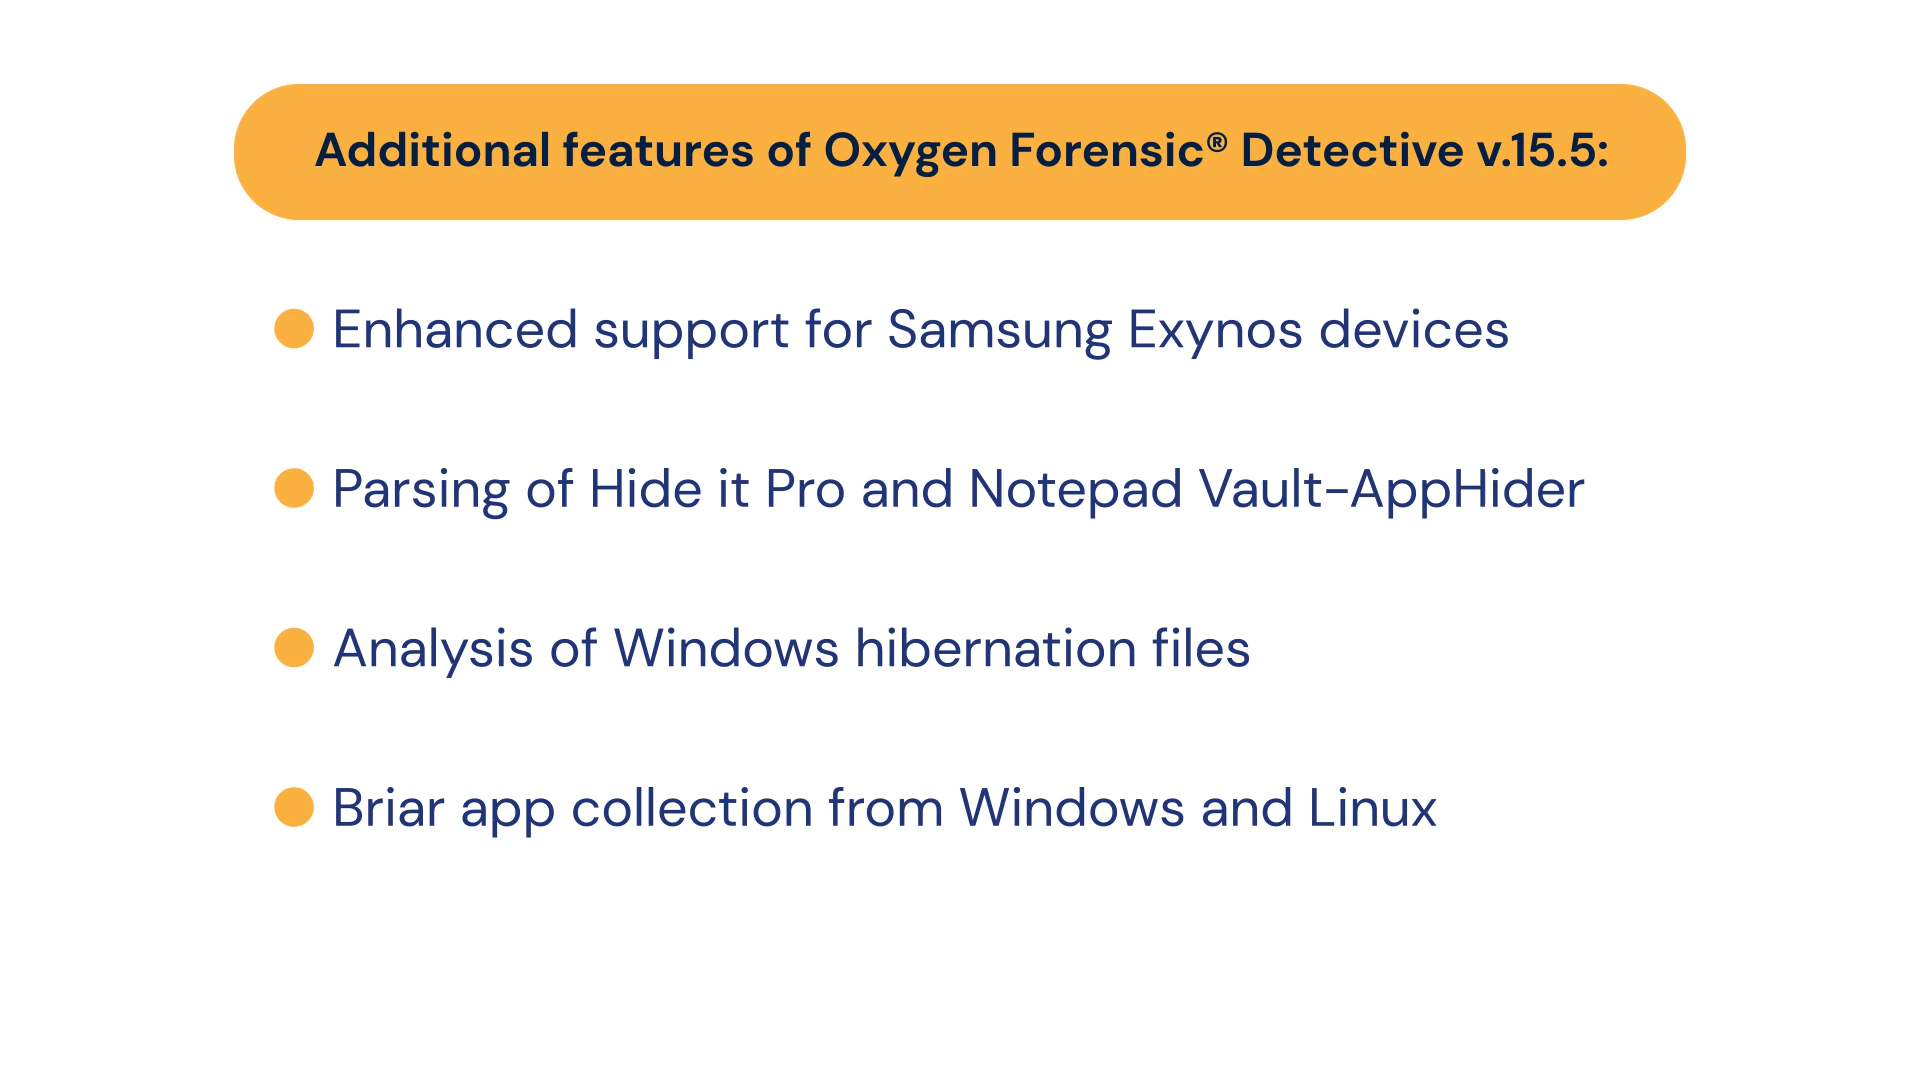 Additional features of Oxygen Forensic® Detective v.15.5:
Enhanced support for Samsung Exynos devices
Parsing of Hide it Pro and Notepad Vault-AppHider
Analysis of Windows hibernation files
Briar app collection from Windows and Linux